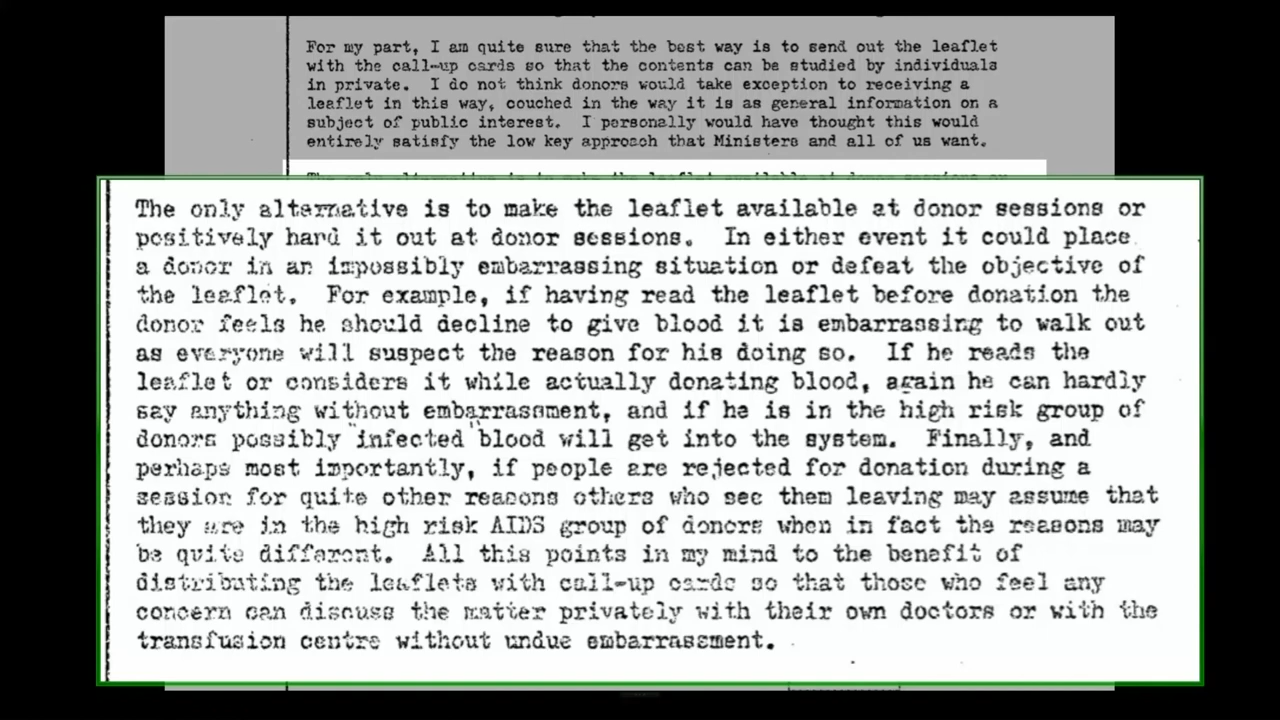 For my part, I am quite sure that the best way is to send out the leaflet
with the call-up cards so that the contents can be studied by individuals
in private. I do not think donors would take exception to receiving a
leaflet in this way, couched in the way it is as general information on a
subject of public interest. I personally would have thought this would
entirely satisfy the low key approach that Ministers and all of us want.
The only alternative is to make the leaflet available at donor sessions or
The only alternative is to make the leaflet available at donor sessions or
positively hand it out at donor sessions. In either event it could place
a donor in an impossibly embarrassing situation or defeat the objective of
the leaflet. For example, if having read the leaflet before donation the
donor feels he should decline to give blood it is embarrassing to walk out
as everyone will suspect the reason for his doing so. If he reads the
leaflet or considers it while actually donating blood, again he can hardly
say anything without embarrassment, and if he is in the high risk group of
donors possibly "infected" blood will get into the system. Finally, and
perhaps most importantly, if people are rejected for donation during a
session for quite other reasons others who see them leaving may assume that
they are in the high risk AIDS group of donors when in fact the reasons may
be quite different. All this points in my mind to the benefit of
distributing the leaflets with call-up cards so that those who feel any
concern can discuss the matter privately with their own doctors or with the
transfusion centre without undue embarrassment.